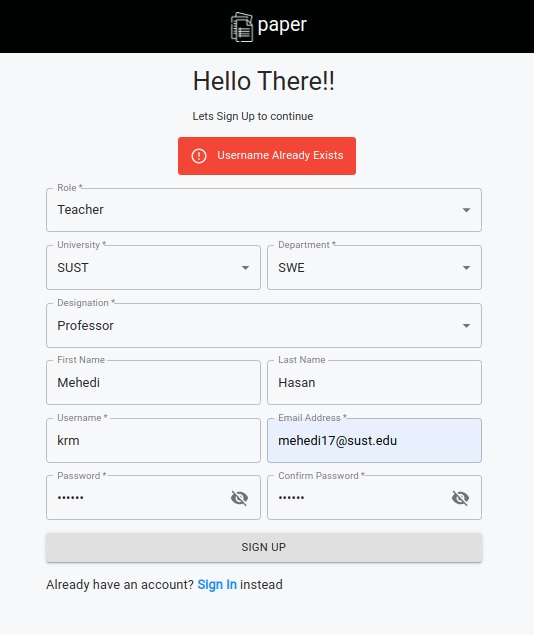 paper
Hello There!!
Lets Sign Up to continue
Username Already Exists
Role *
Teacher
University * Department *
SUST SWE
Designation *
Professor
First Name Last Name
Mehedi Hasan
Username * Email Address *
krm mehedi17@sust.edu
Password * Confirm Password *
•••••• ••••••
SIGN UP
Already have an account? Sign In instead